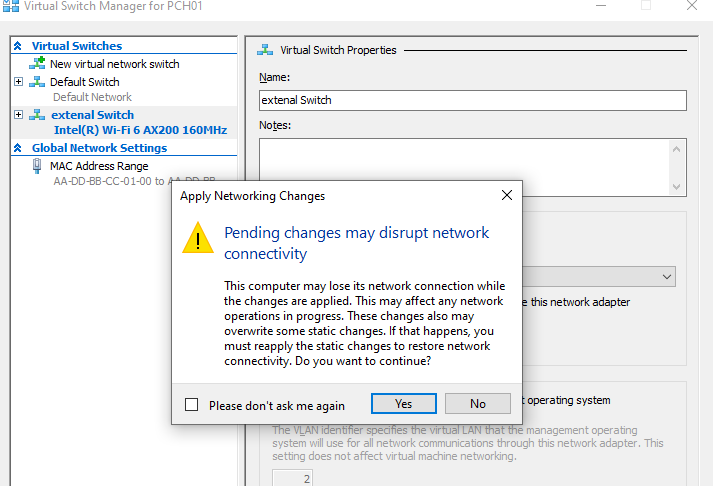 Virtual Switch Manager for PCH01
Virtual Switches
New virtual network switch
Default Switch
Default Network
extenal Switch
Intel(R) Wi-Fi 6 AX200 160MHz
Global Network Settings
MAC Address Range
AA-DD-BB-CC-01-00 to AA-DD-BB
Virtual Switch Properties
Name:
extenal Switch
Notes:
Apply Networking Changes
Pending changes may disrupt network
connectivity
This computer may lose its network connection while
the changes are applied. This may affect any network
operations in progress. These changes also may
overwrite some static changes. If that happens, you
must reapply the static changes to restore network
connectivity. Do you want to continue?
Please don't ask me again
Yes
No
this network adapter
operating system
The VLAN identifier specifies the virtual LAN that the management operating
system will use for all network communications through this network adapter. This
setting does not affect virtual machine networking.
2